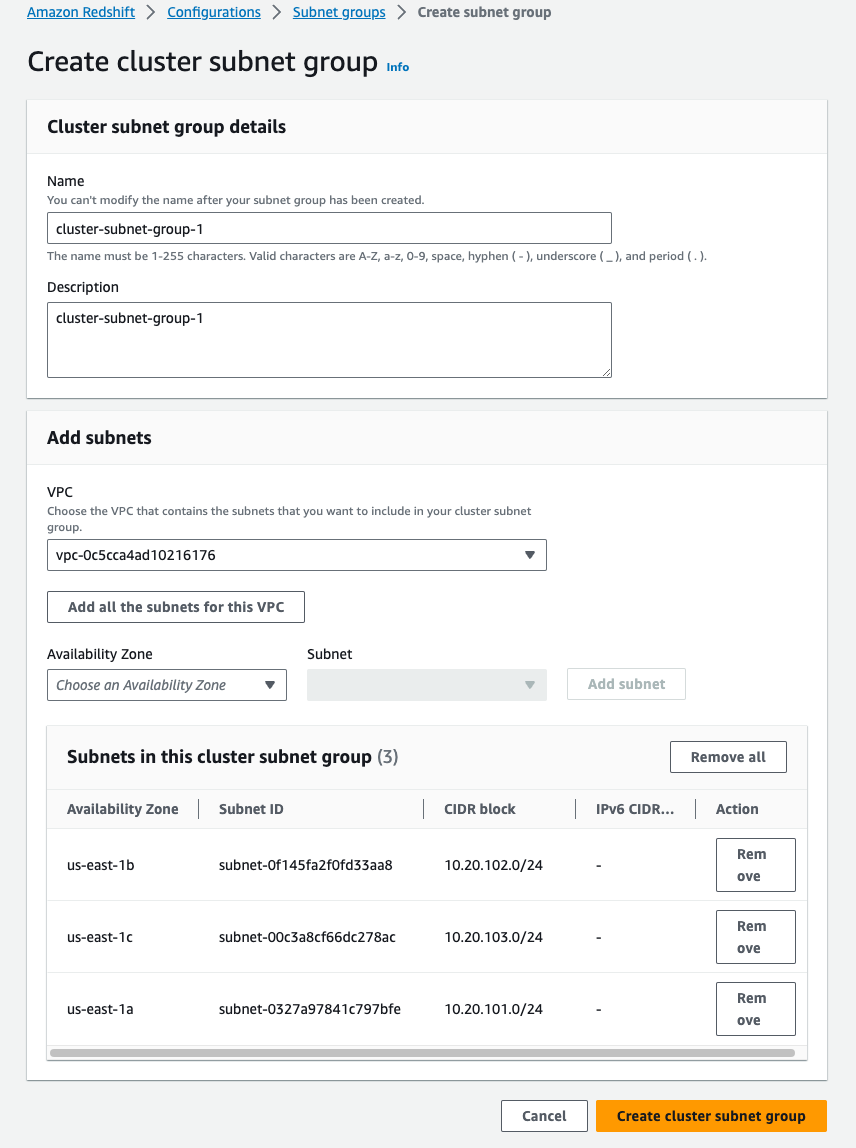 Amazon Redshift > Configurations > Subnet groups > Create subnet group
Create cluster subnet group Info
Cluster subnet group details
Name
You can't modify the name after your subnet group has been created.
cluster-subnet-group-1
The name must be 1-255 characters. Valid characters are A-Z, a-z, 0-9, space, hyphen ( - ), underscore ( _ ), and period ( . ).
Description
cluster-subnet-group-1
Add subnets
VPC
Choose the VPC that contains the subnets that you want to include in your cluster subnet
group.
vpc-0c5cca4ad10216176
Add all the subnets for this VPC
Availability Zone Subnet
Choose an Availability Zone Add subnet
Subnets in this cluster subnet group (3) Remove all
Availability Zone Subnet ID CIDR block IPv6 CIDR... Action
us-east-1b subnet-0f145fa2f0fd33aa8 10.20.102.0/24 - Rem
ove
us-east-1c subnet-00c3a8cf66dc278ac 10.20.103.0/24 - Rem
ove
us-east-1a subnet-0327a97841c797bfe 10.20.101.0/24 - Rem
ove
Cancel Create cluster subnet group